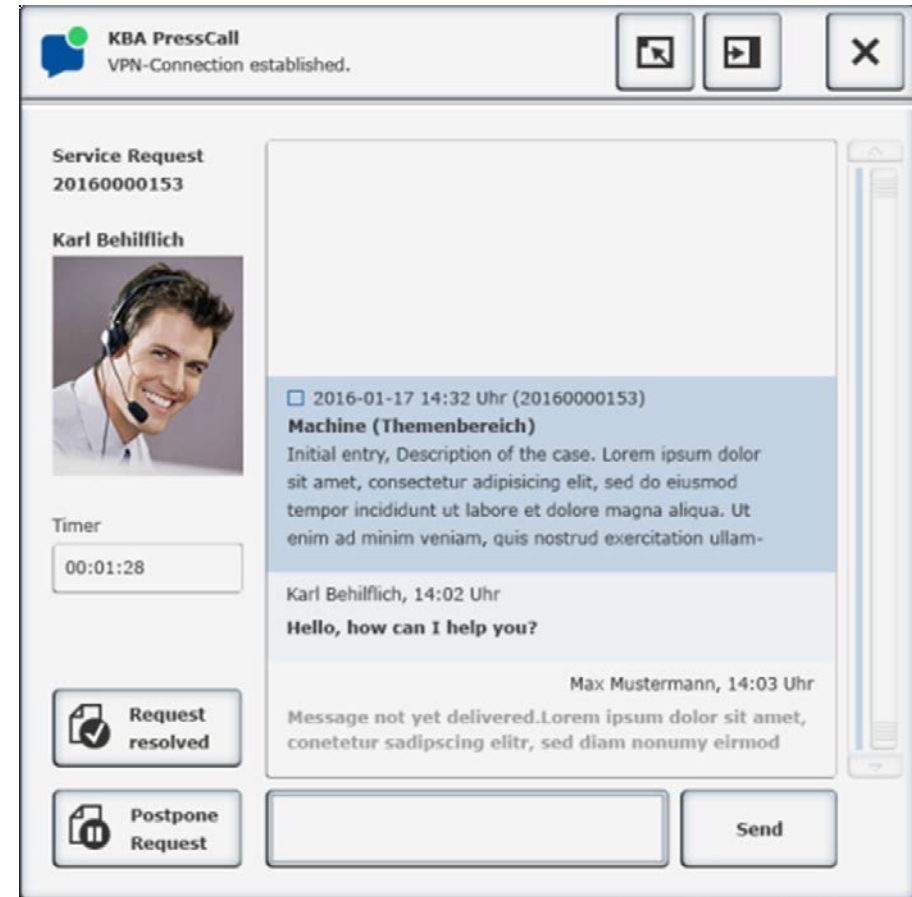 KBA PressCall
VPN-Connection established.
Service Request
20160000153
Karl Behilflich
Timer
00:01:28
Request
resolved
Postpone
Request
2016-01-17 14:32 Uhr (20160000153)
Machine (Themenbereich)
Initial entry, Description of the case. Lorem ipsum dolor
sit amet, consectetur adipisicing elit, sed do eiusmod
tempor incididunt ut labore et dolore magna aliqua. Ut
enim ad minim veniam, quis nostrud exercitation ullam-
Karl Behilflich, 14:02 Uhr
Hello, how can I help you?
Max Mustermann, 14:03 Uhr
Message not yet delivered.Lorem ipsum dolor sit amet,
conetetur sadipscing elitr, sed diam nonumy eirmod
Send